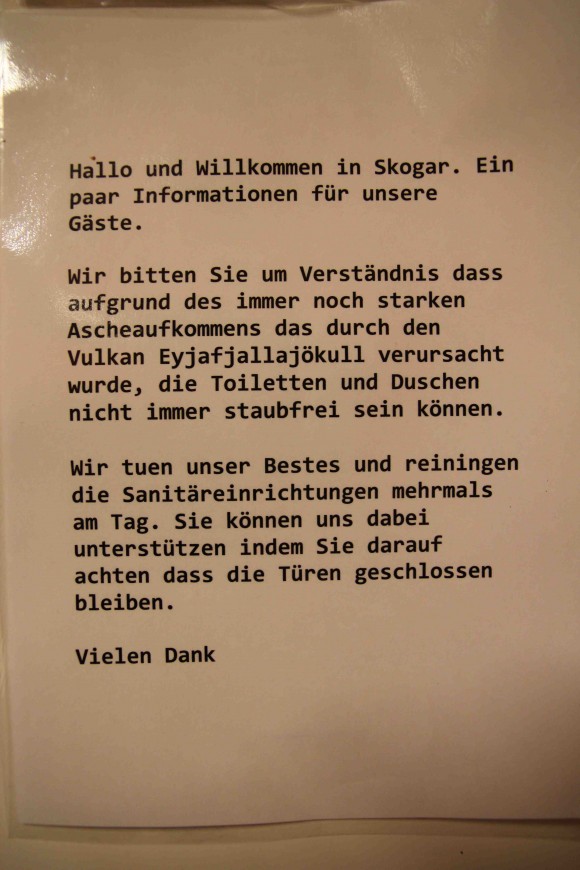 Hallo und Willkommen in Skogar. Ein
paar Informationen für unsere
Gäste.
Wir bitten Sie um Verständnis dass
aufgrund des immer noch starken
Ascheaufkommens das durch den
Vulkan Eyjafjallajökull verursacht
wurde, die Toiletten und Duschen
nicht immer staubfrei sein können.
Wir tuen unser Bestes und reiningen
die Sanitäreinrichtungen mehrmals
am Tag. Sie können uns dabei
unterstützen indem Sie darauf
achten dass die Türen geschlossen
bleiben.
Vielen Dank